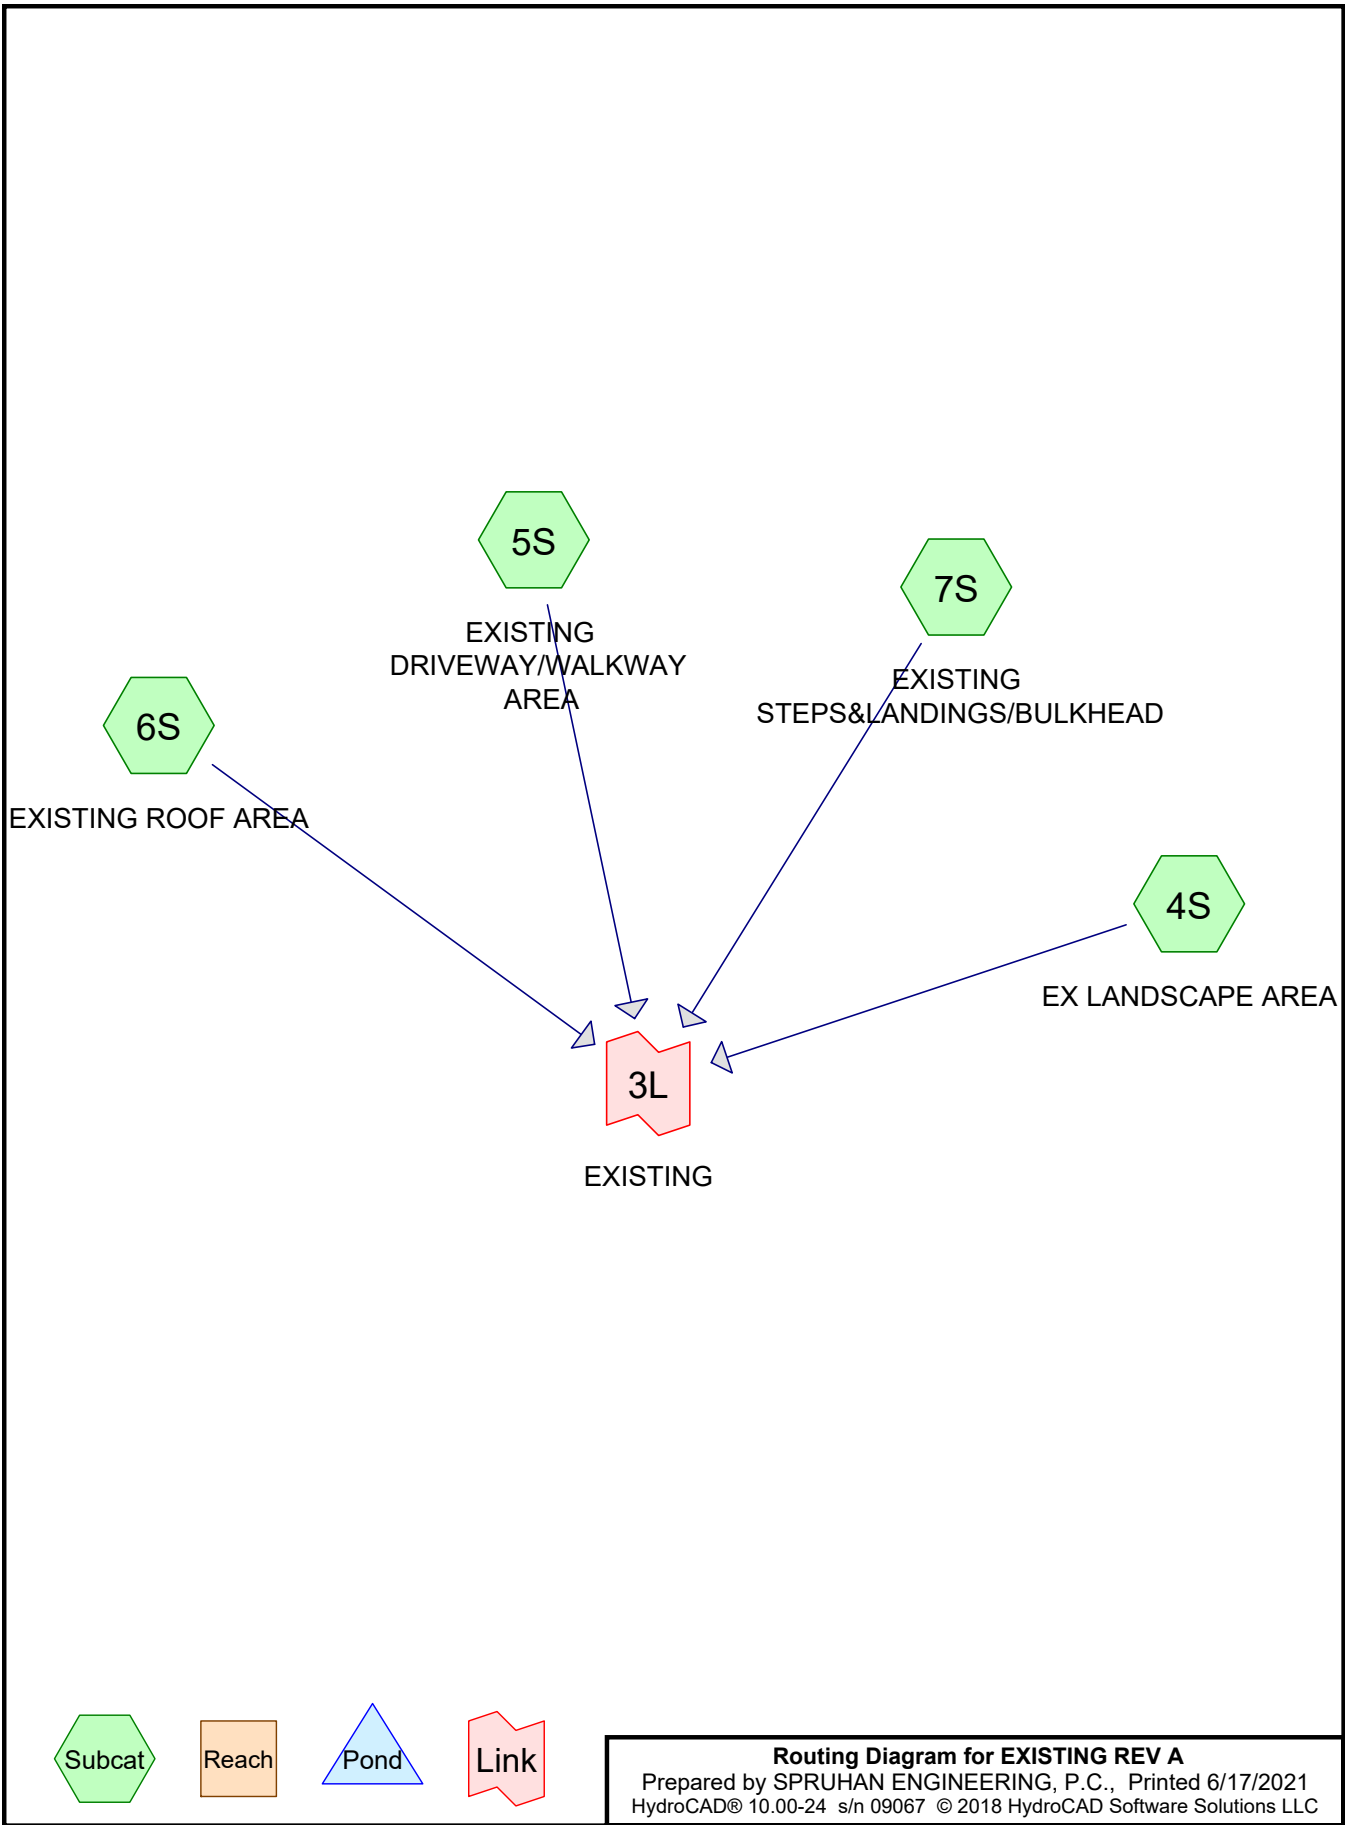 5S
EXISTING
DRIVEWAY/WALKWAY
AREA
7S
EXISTING
STEPS&LANDINGS/BULKHEAD
6S
EXISTING ROOF AREA
4S
EX LANDSCAPE AREA
3L
EXISTING
Subcat
Reach
Pond
Link
Routing Diagram for EXISTING REV A
Prepared by SPRUHAN ENGINEERING, P.C., Printed 6/17/2021
HydroCAD® 10.00-24 s/n 09067 © 2018 HydroCAD Software Solutions LLC